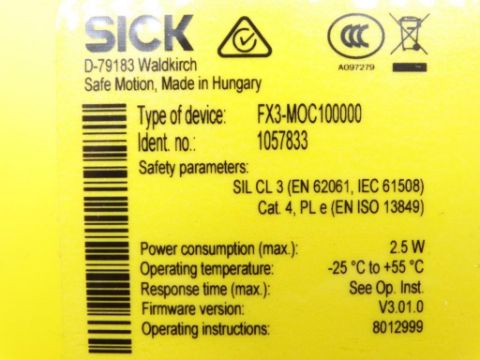 SICK
D-79183 Waldkirch
Safe Motion, Made in Hungary
A097279
Type of device: FX3-MOC100000
Ident. no.: 1057833
Safety parameters:
SIL CL 3 (EN 62061, IEC 61508)
Cat. 4, PL e (EN ISO 13849)
Power consumption (max.): 2.5 W
Operating temperature: -25 °C to +55 °C
Response time (max.): See Op. Inst.
Firmware version: V3.01.0
Operating instructions: 8012999